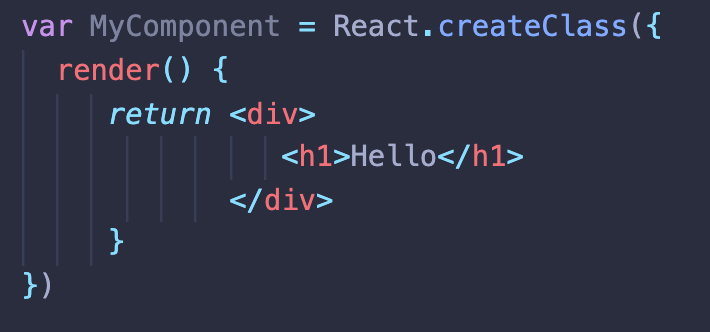 var MyComponent = React.createClass({
  render() {
     return <div>
               <h1>Hello</h1>
            </div>
     }
})